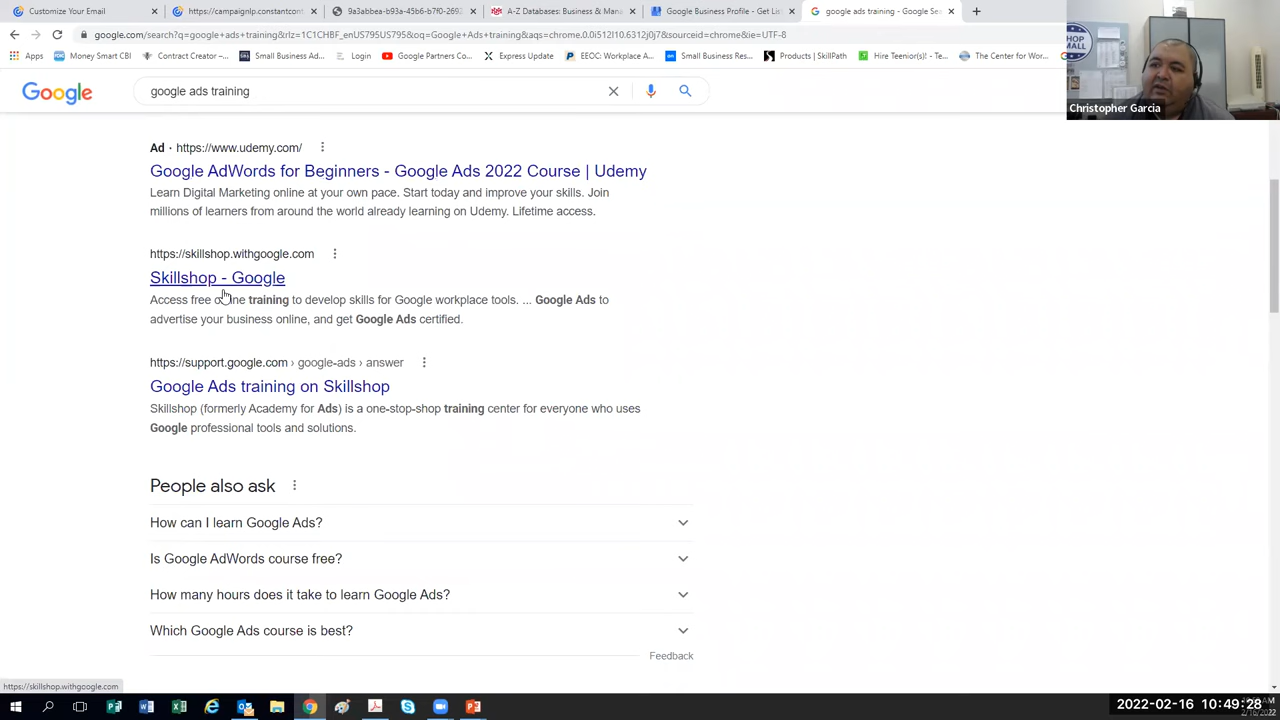 Customize Your Email
https://campaignlp.constantcont
9a3abbea-b93a-45b6-b7f0-2692
A-Z Databases: Business & Mana
Google Business Profile - Get Lis
google ads training - Google Sea
google.com/search?q=google+ads+training&rlz=1C1CHBF_enUS795US795&oq=Google+Ads+training&aqs=chrome.0.0i512l10.6312j0j7&sourceid=chrome&ie=UTF-8
Apps
Money Smart CBI
Contract Creator –...
Small Business Ad...
Login
Google Partners Co...
Express Update
EEOC: Workplace A...
Small Business Res...
Products | SkillPath
Hire Teenior(s)! - Te...
The Center for Wor
HOP
MALL
Christopher Garcia
Google
google ads training
Ad · https://www.udemy.com/
Google AdWords for Beginners - Google Ads 2022 Course | Udemy
Learn Digital Marketing online at your own pace. Start today and improve your skills. Join
millions of learners from around the world already learning on Udemy. Lifetime access.
https://skillshop.withgoogle.com
Skillshop - Google
Access free online training to develop skills for Google workplace tools. ... Google Ads to
advertise your business online, and get Google Ads certified.
https://support.google.com › google-ads › answer
Google Ads training on Skillshop
Skillshop (formerly Academy for Ads) is a one-stop-shop training center for everyone who uses
Google professional tools and solutions.
People also ask
How can I learn Google Ads?
Is Google AdWords course free?
How many hours does it take to learn Google Ads?
Which Google Ads course is best?
Feedback
https://skillshop.withgoogle.com
2022-02-16 10:49:28